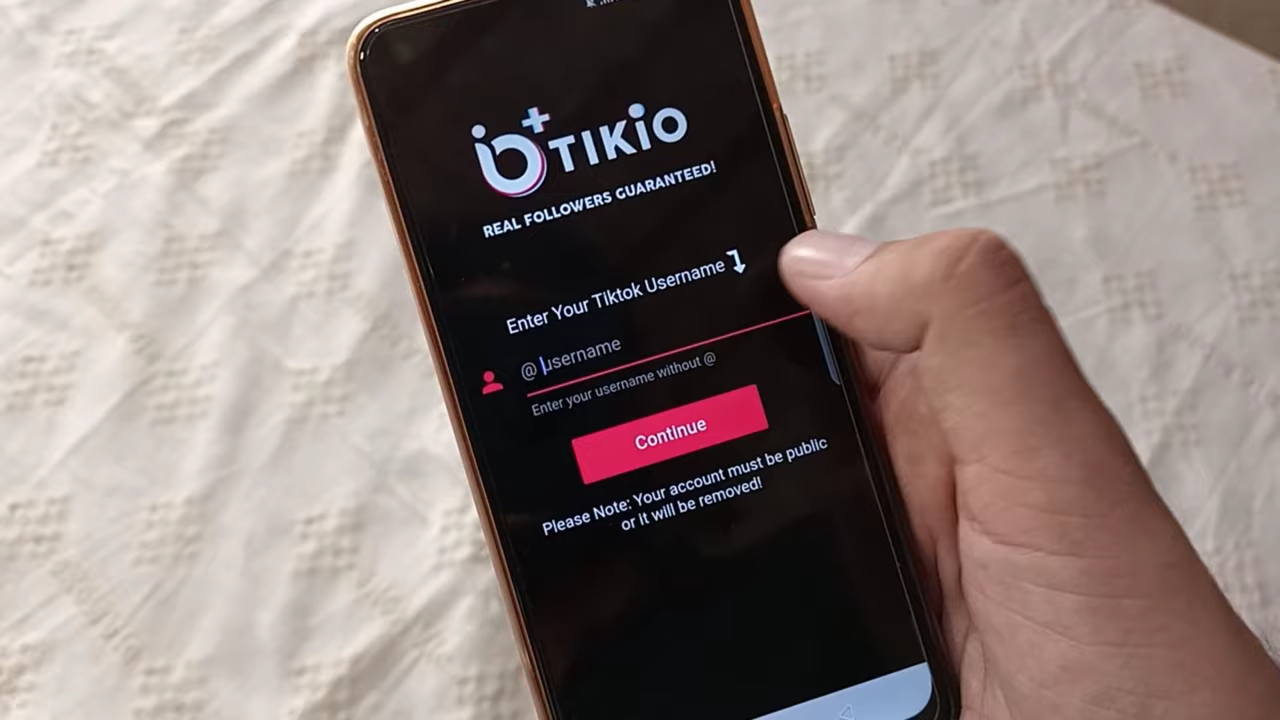 TIKIO
REAL FOLLOWERS GUARANTEED!
Enter Your Tiktok Username
@ username
Enter your username without @
Continue
Please Note: Your account must be public
or it will be removed!